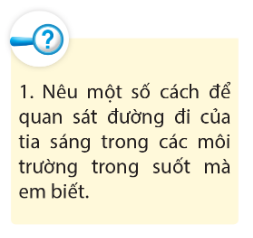 1. Nêu một số cách để
quan sát đường đi của
tia sáng trong các môi
trường trong suốt mà
em biết.